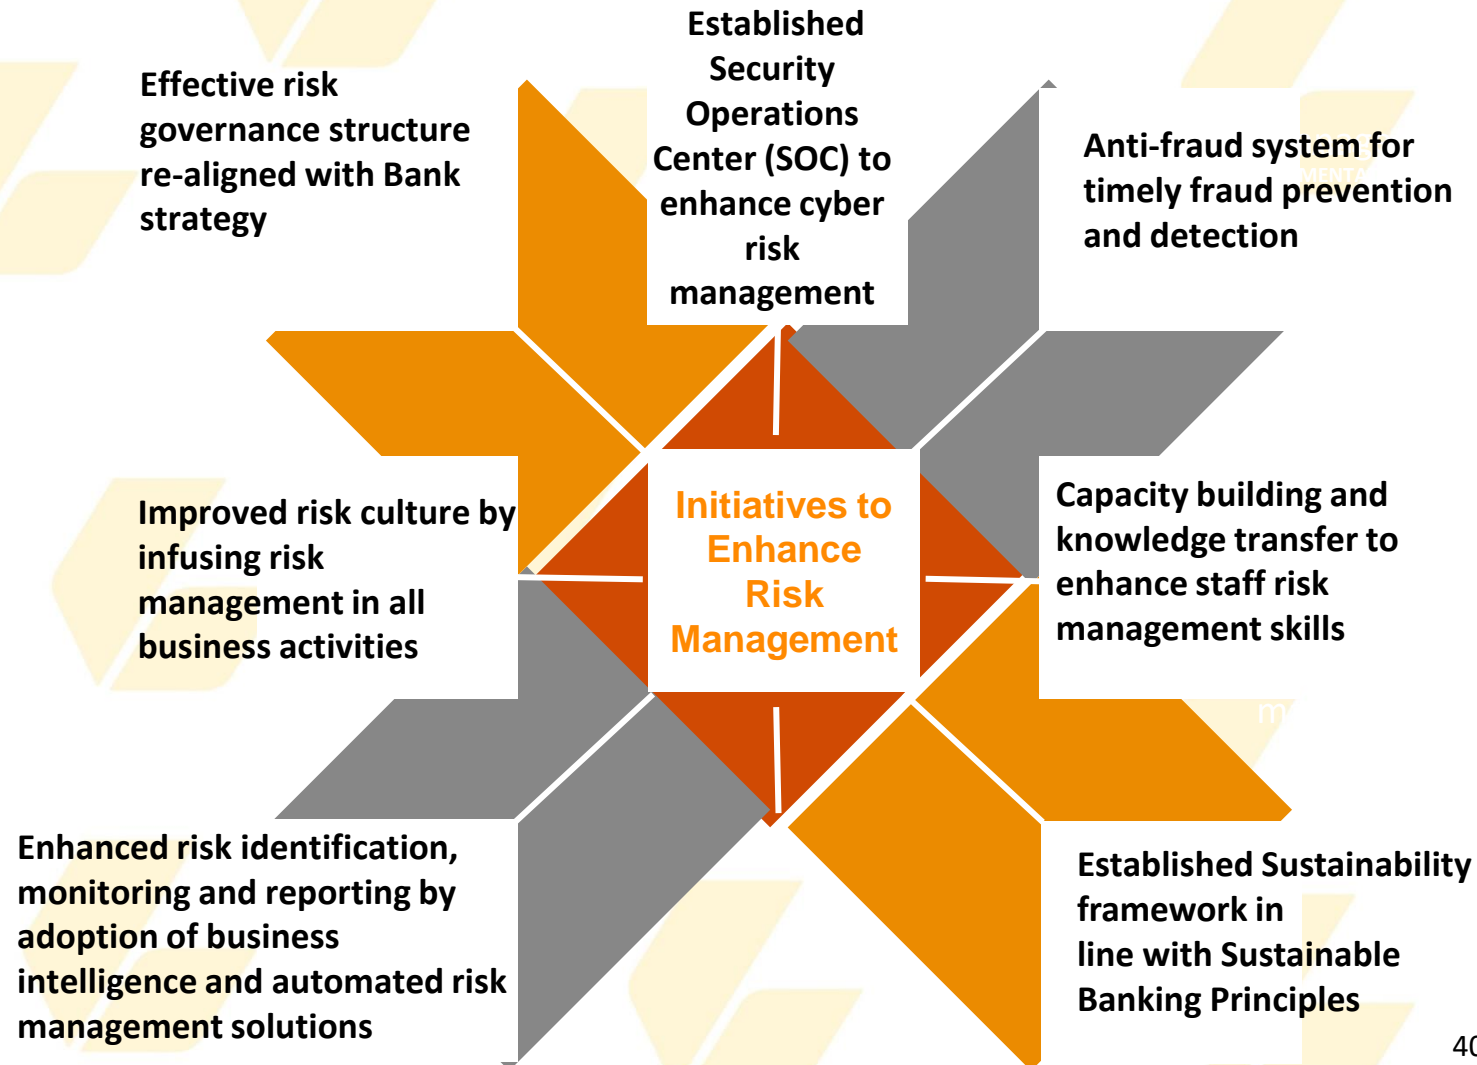 Established
Security
Operations
Center (SOC) to
enhance cyber
risk
management
Effective risk
governance structure
re-aligned with Bank
strategy
Anti-fraud system for
timely fraud prevention
and detection
Improved risk culture by
infusing risk
management in all
business activities
Initiatives to
Enhance
Risk
Management
Capacity building and
knowledge transfer to
enhance staff risk
management skills
Enhanced risk identification,
monitoring and reporting by
adoption of business
intelligence and automated risk
management solutions
Established Sustainability
framework in
line with Sustainable
Banking Principles
40